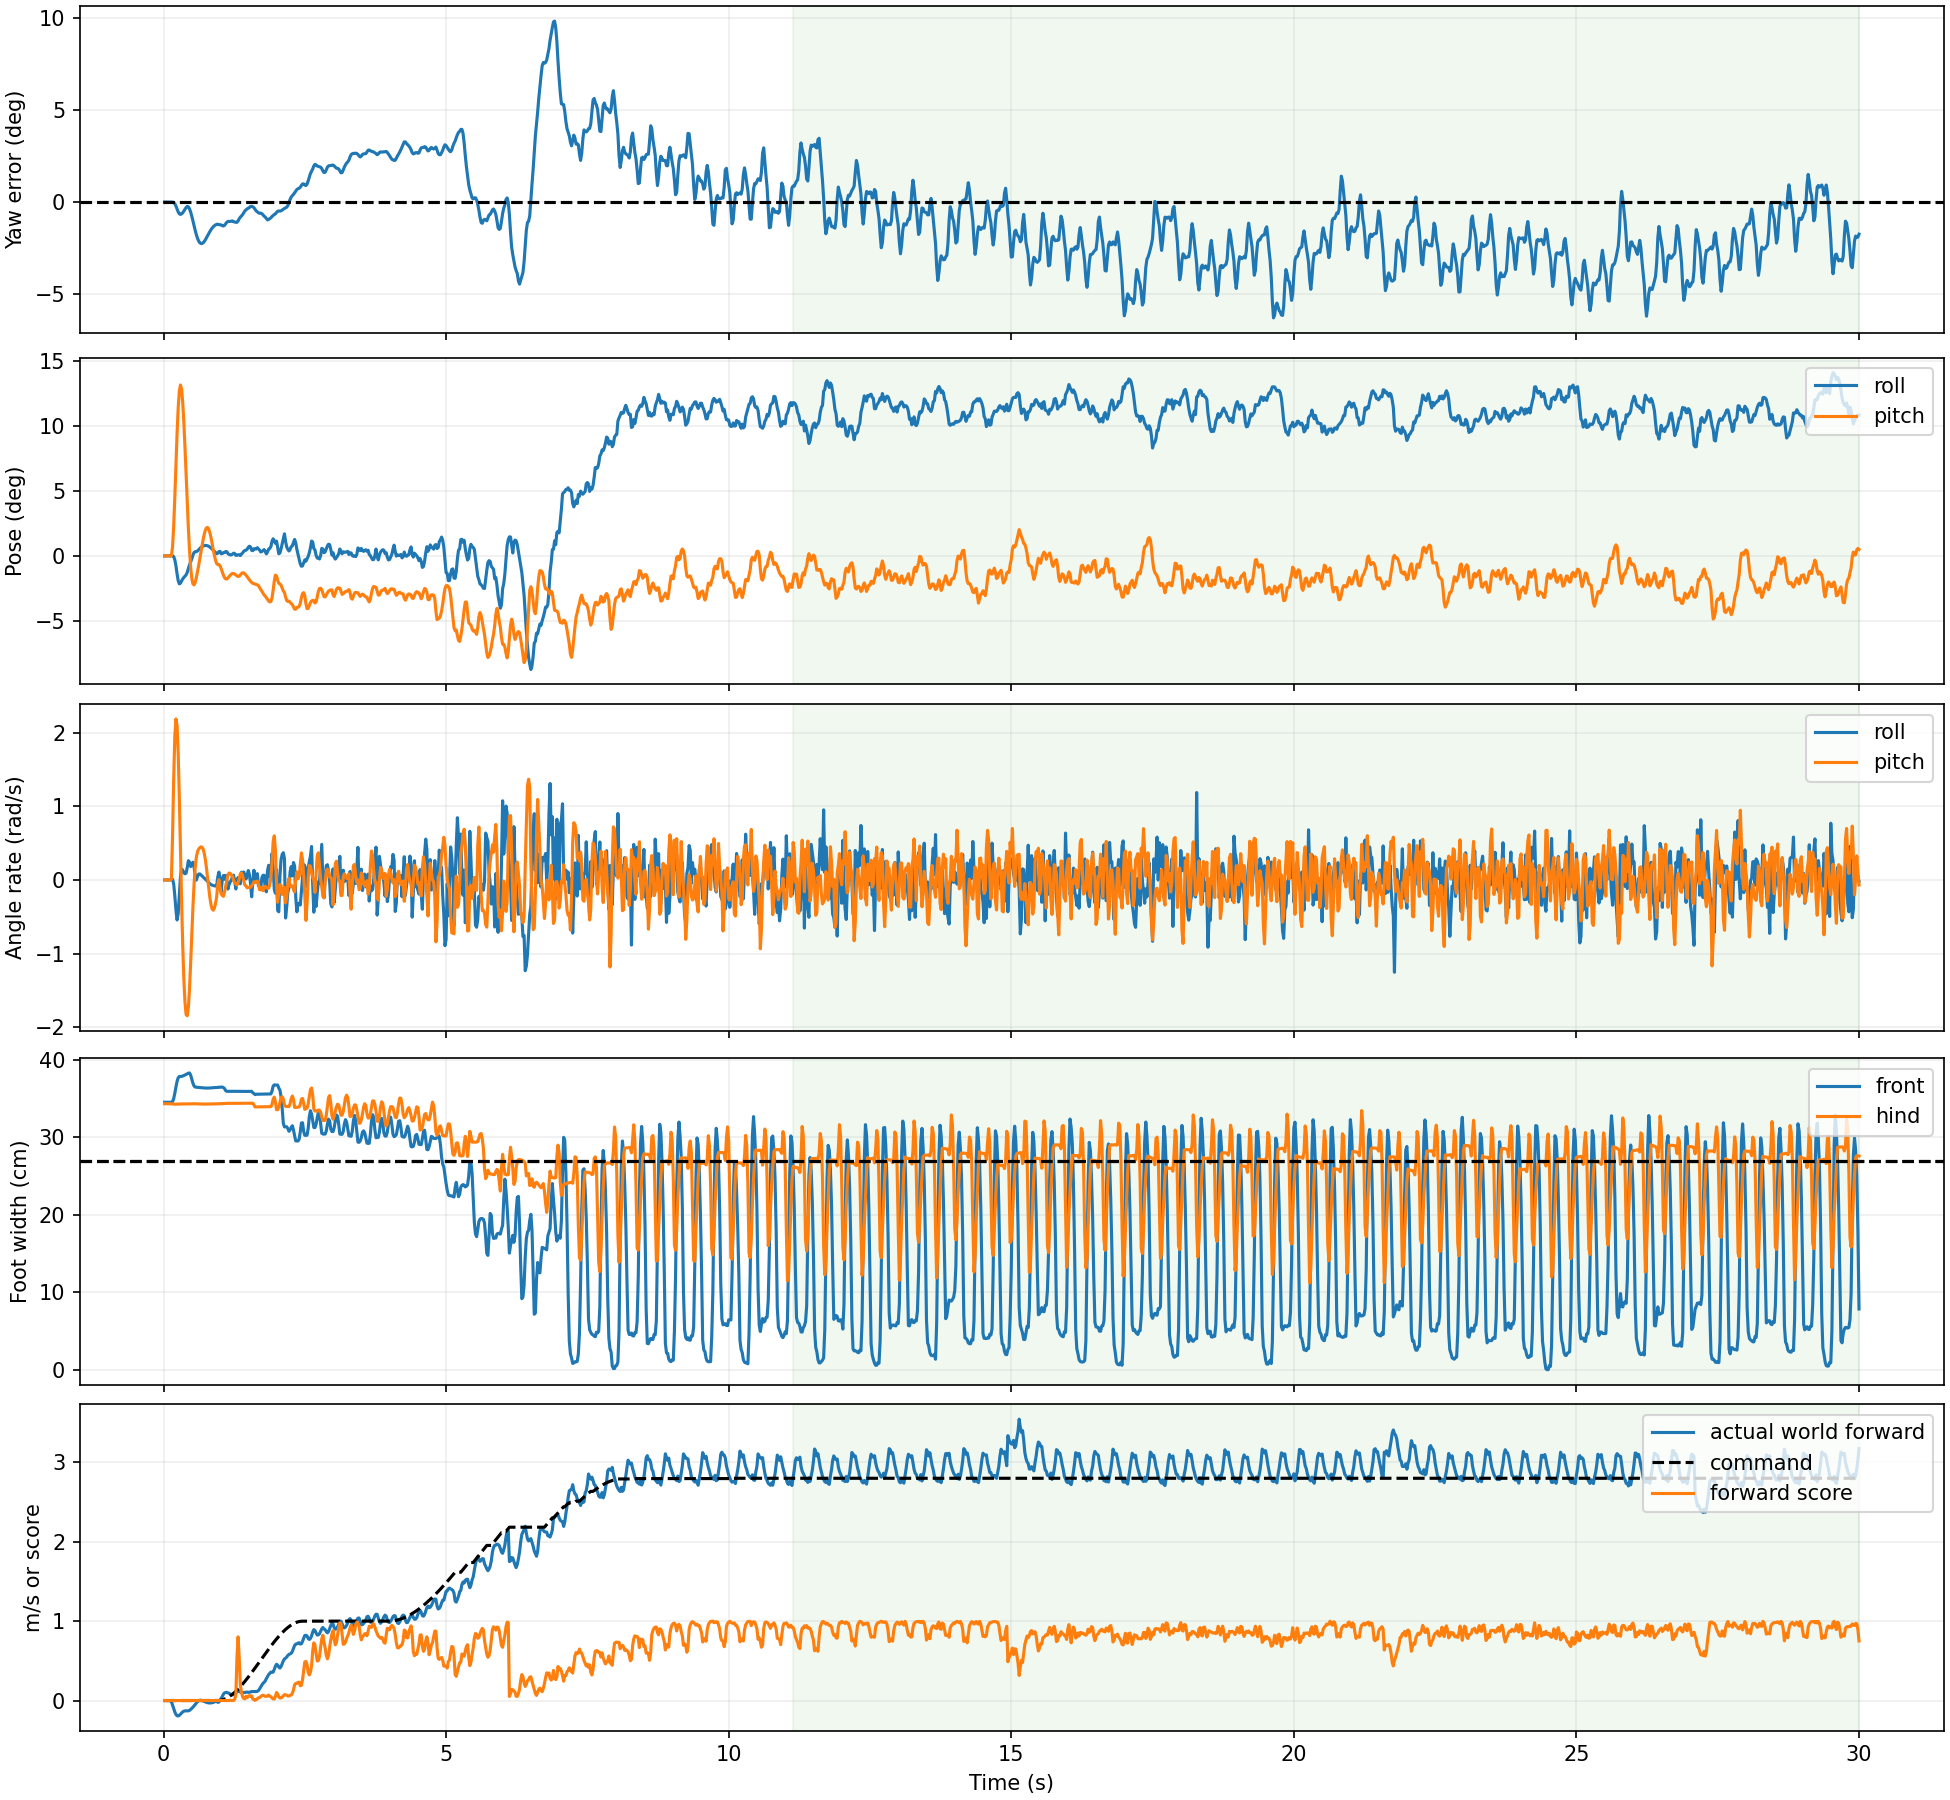 10
5
0
−5
Yaw error (deg)
15
10
5
0
−5
Pose (deg)
roll
pitch
2
1
0
−1
−2
Angle rate (rad/s)
roll
pitch
40
30
20
10
0
Foot width (cm)
front
hind
3
2
1
0
m/s or score
actual world forward
command
forward score
0 5 10 15 20 25 30
Time (s)